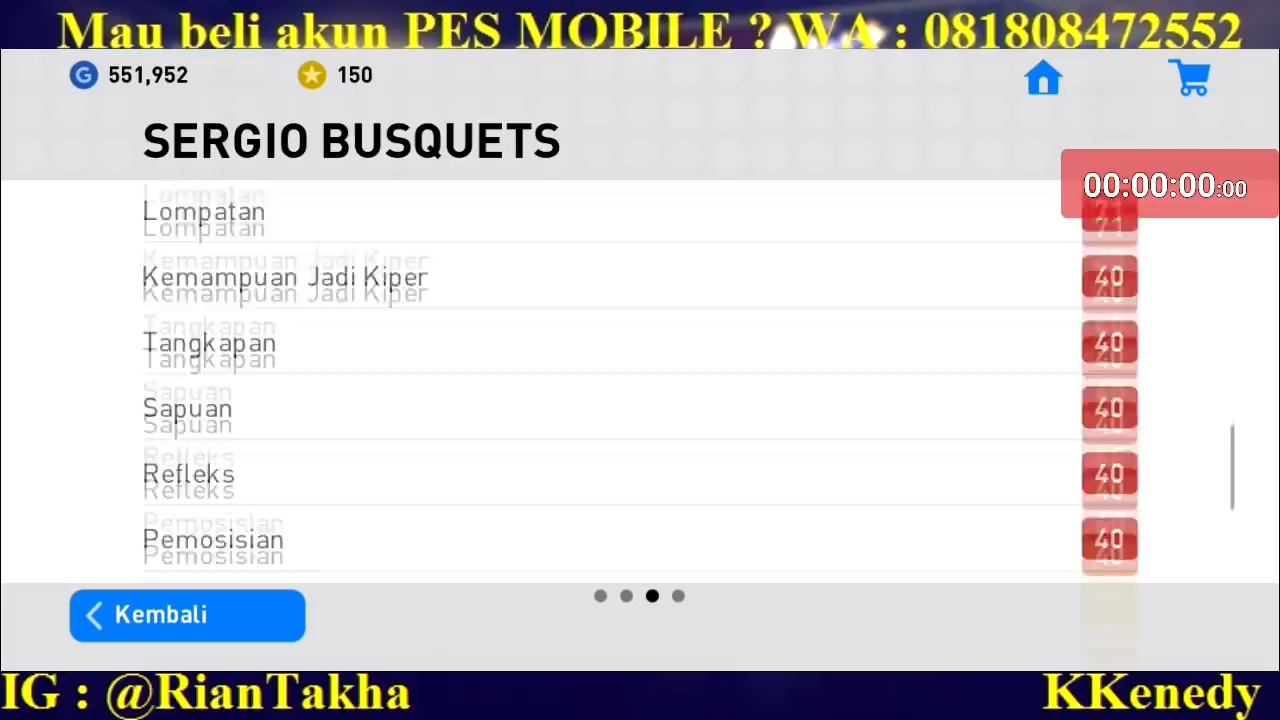 Mau beli akun PES MOBILE ? WA : 081808472552
G 551,952 150
SERGIO BUSQUETS
00:00:00:00
Lompatan 71
Kemampuan Jadi Kiper 40
Tangkapan 40
Sapuan 40
Refleks 40
Pemosisian 40
Kembali
IG : @RianTakha KKenedy